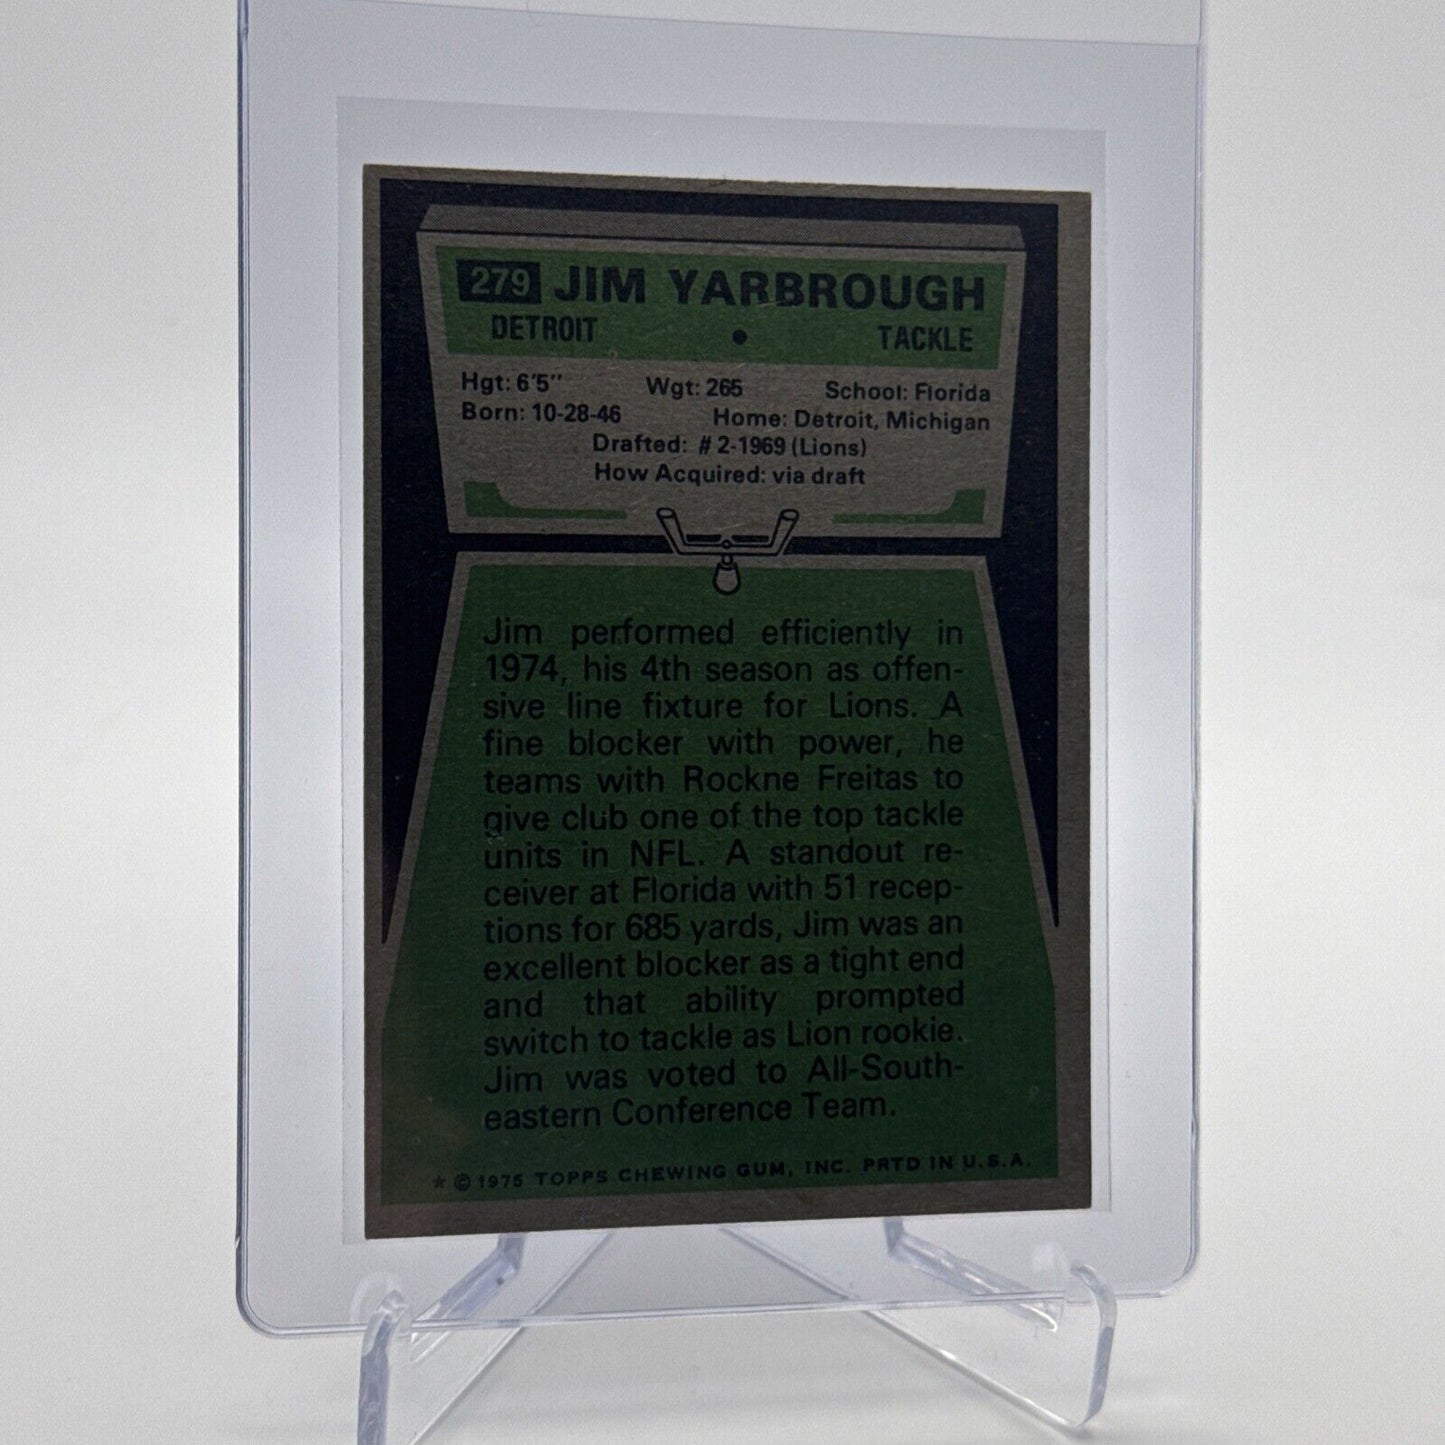 279 JIM YARBROUGH
DETROIT • TACKLE
Hgt: 6'5" Wgt: 265 School: Florida
Born: 10-28-46 Home: Detroit, Michigan
Drafted: # 2-1969 (Lions)
How Acquired: via draft
Jim performed efficiently in
1974, his 4th season as offen-
sive line fixture for Lions. A
fine blocker with power, he
teams with Rockne Freitas to
give club one of the top tackle
units in NFL. A standout re-
ceiver at Florida with 51 recep-
tions for 685 yards, Jim was an
excellent blocker as a tight end
and that ability prompted
switch to tackle as Lion rookie.
Jim was voted to All-South-
eastern Conference Team.
* © 1975 TOPPS CHEWING GUM, INC. PRTD IN U.S.A.